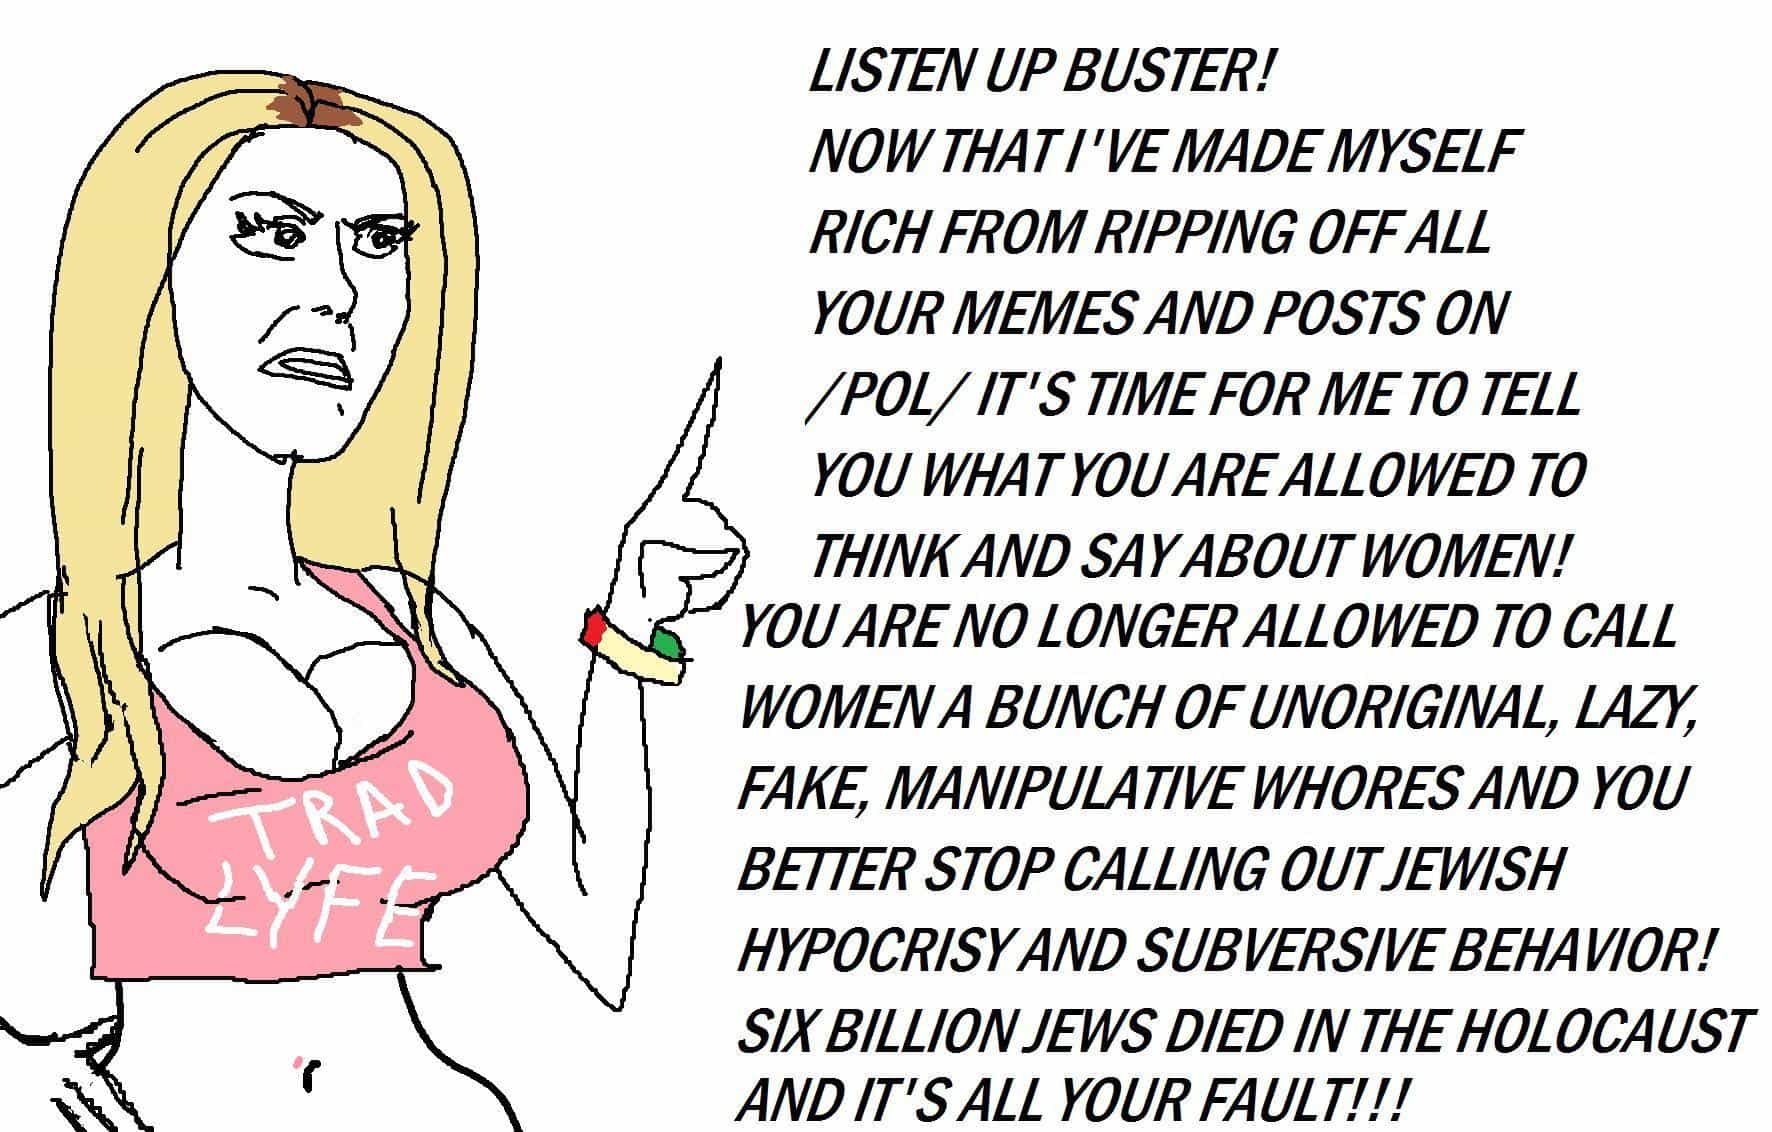 LISTEN UP BUSTER!
NOW THAT I'VE MADE MYSELF
RICH FROM RIPPING OFF ALL
YOUR MEMES AND POSTS ON
/POL/ IT'S TIME FOR ME TO TELL
YOU WHAT YOU ARE ALLOWED TO
THINK AND SAY ABOUT WOMEN!
YOU ARE NO LONGER ALLOWED TO CALL
WOMEN A BUNCH OF UNORIGINAL, LAZY,
FAKE, MANIPULATIVE WHORES AND YOU
BETTER STOP CALLING OUT JEWISH
HYPOCRISY AND SUBVERSIVE BEHAVIOR!
SIX BILLION JEWS DIED IN THE HOLOCAUST
AND IT'S ALL YOUR FAULT!!!
TRAD
LYFE